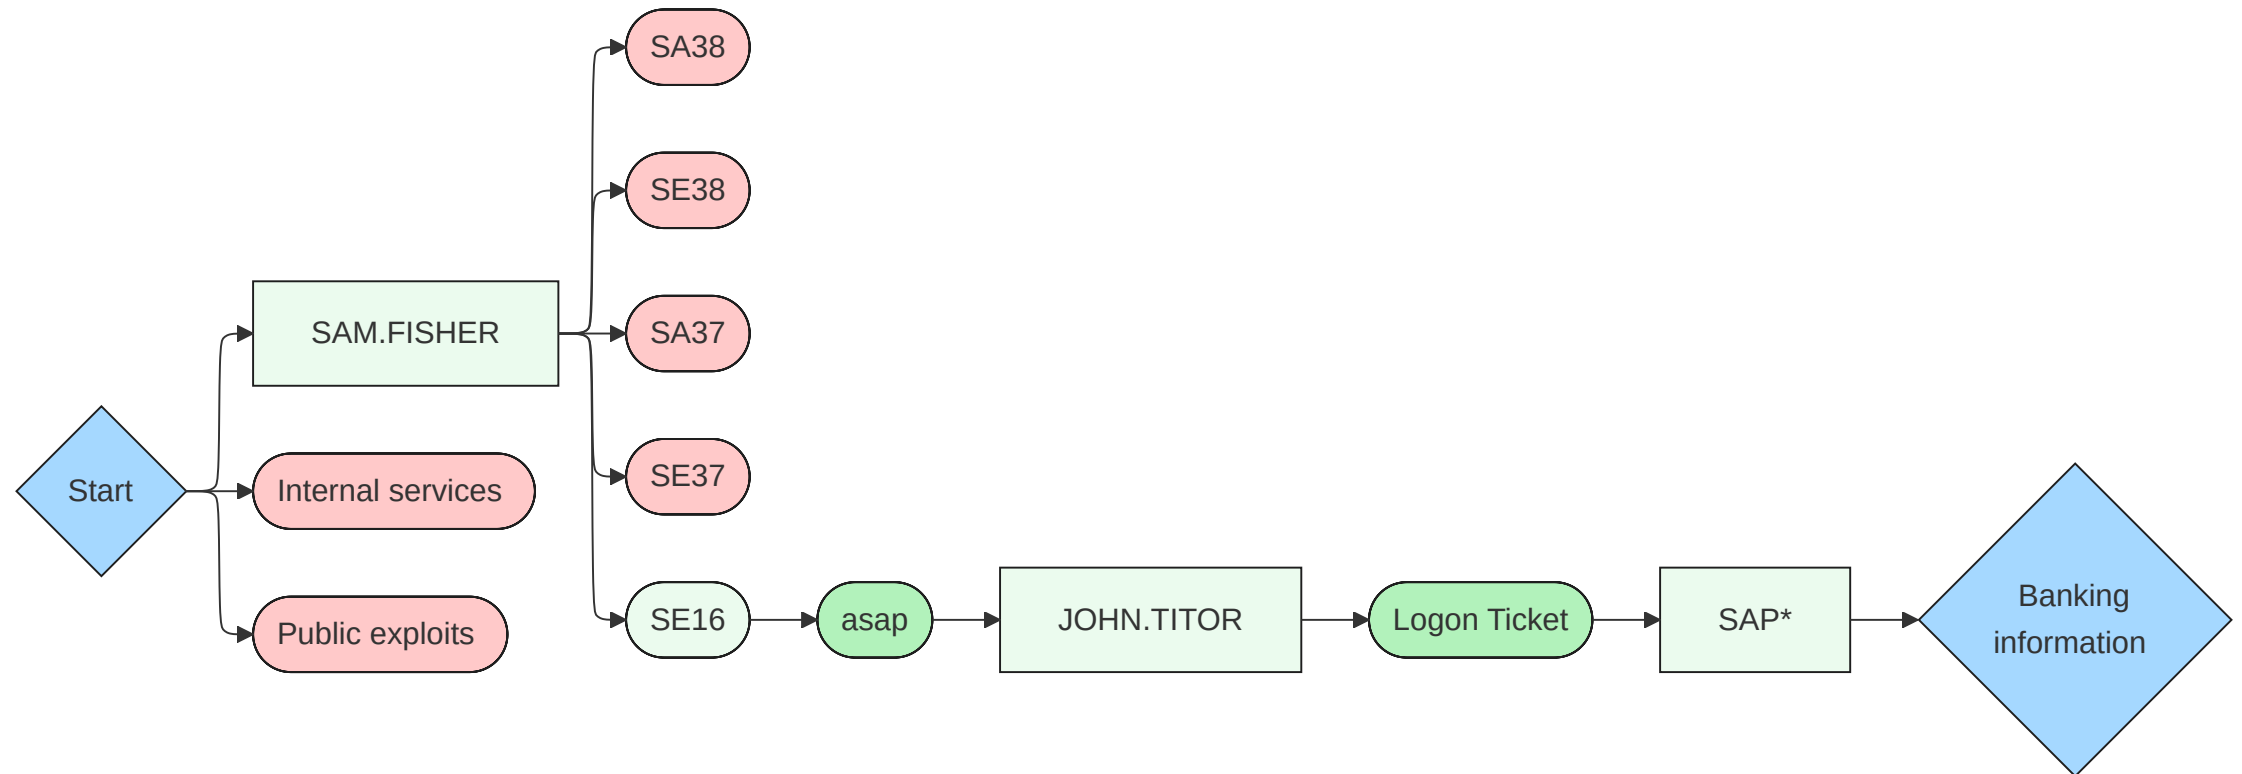 SA38
SE38
SAM.FISHER
SA37
SE37
Start
Internal services
Public exploits
SE16
asap
JOHN.TITOR
Logon Ticket
SAP*
Banking
information